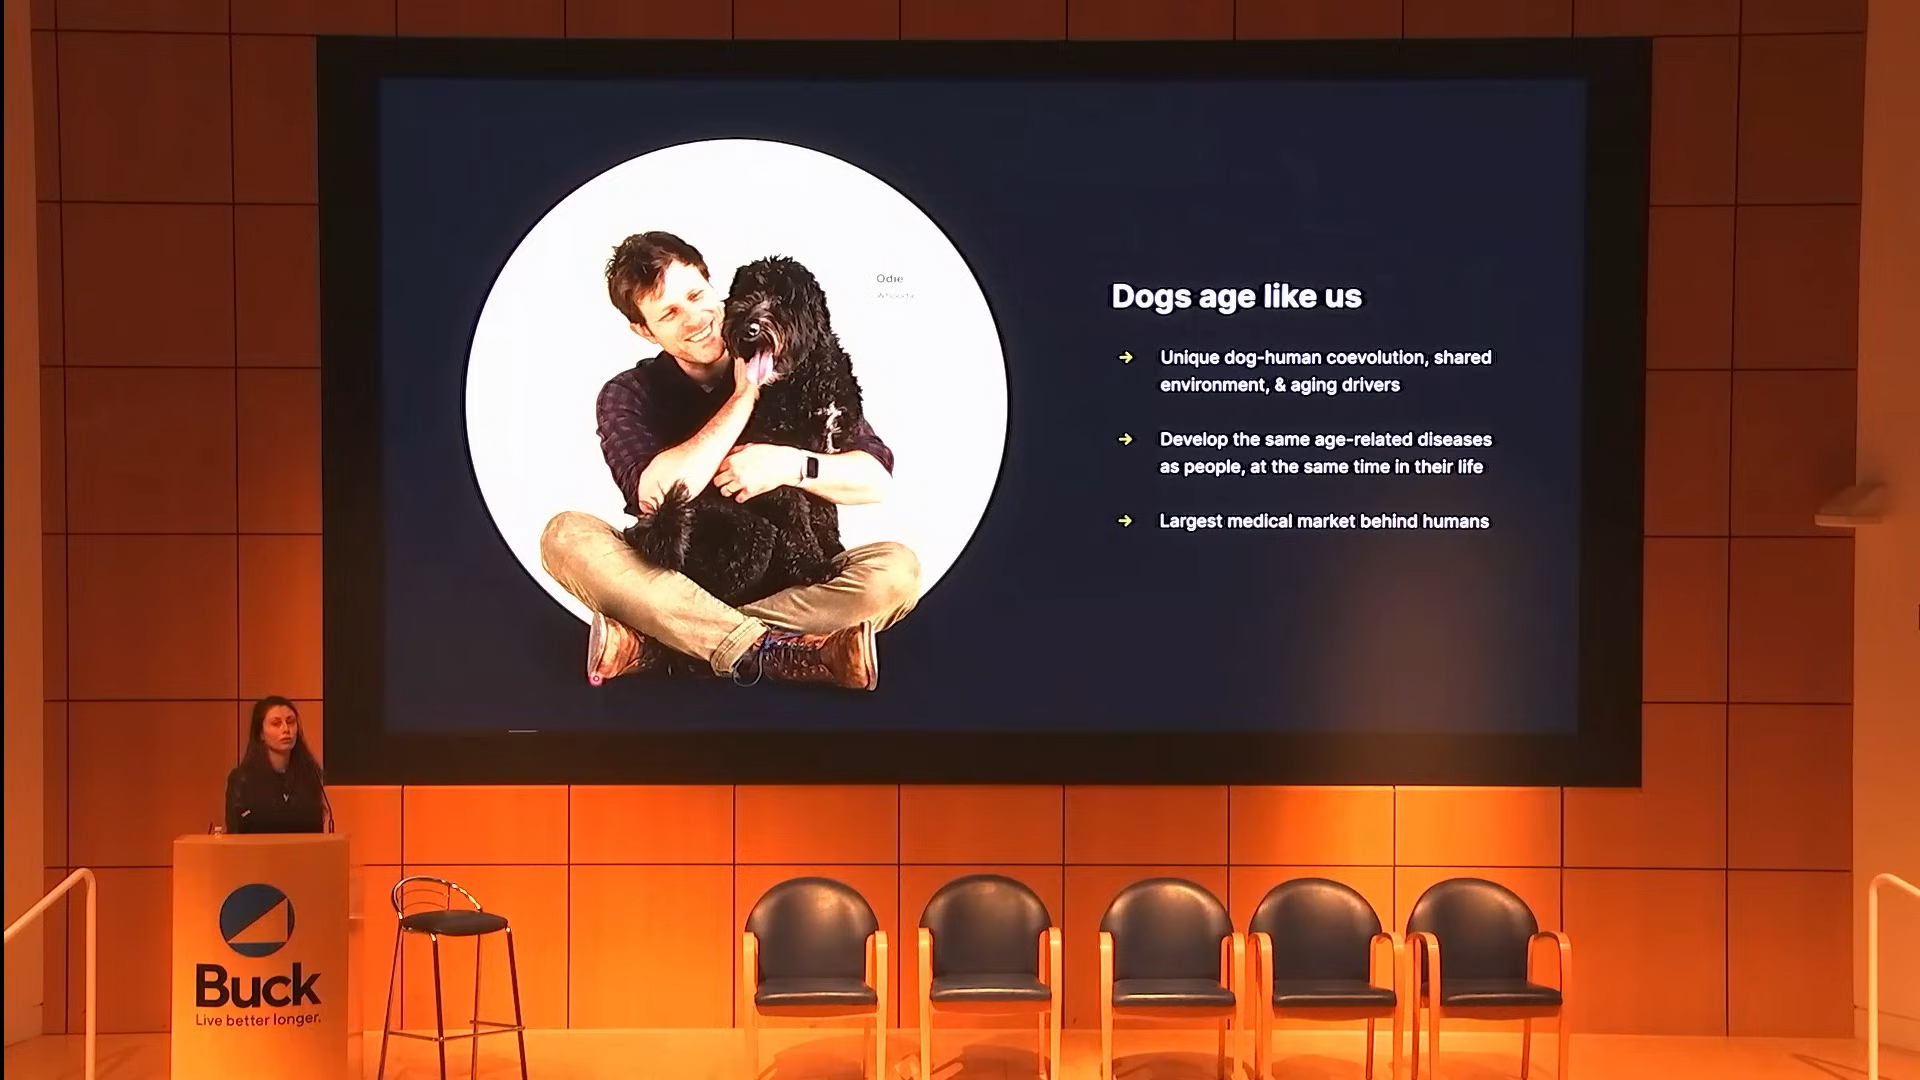 Odie
Dogs age like us
→ Unique dog-human coevolution, shared
environment, & aging drivers
→ Develop the same age-related diseases
as people, at the same time in their life
→ Largest medical market behind humans
Buck
Live better longer.